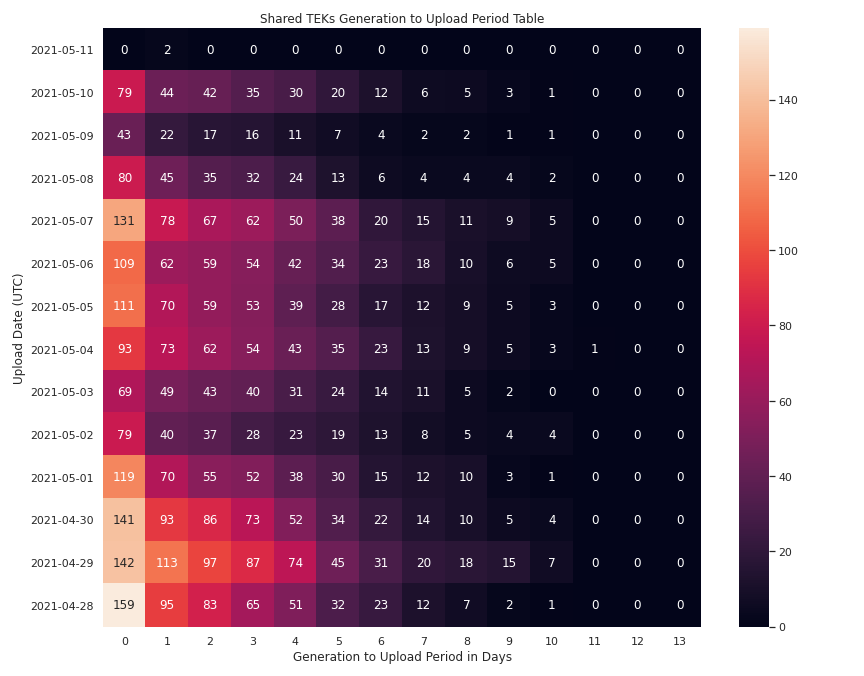 Shared TEKs Generation to Upload Period Table
2021-05-11 0 2 0 0 0 0 0 0 0 0 0 0 0 0
2021-05-10 79 44 42 35 30 20 12 6 5 3 1 0 0 0
2021-05-09 43 22 17 16 11 7 4 2 2 1 1 0 0 0
2021-05-08 80 45 35 32 24 13 6 4 4 4 2 0 0 0
2021-05-07 131 78 67 62 50 38 20 15 11 9 5 0 0 0
2021-05-06 109 62 59 54 42 34 23 18 10 6 5 0 0 0
2021-05-05 111 70 59 53 39 28 17 12 9 5 3 0 0 0
2021-05-04 93 73 62 54 43 35 23 13 9 5 3 1 0 0
2021-05-03 69 49 43 40 31 24 14 11 5 2 0 0 0 0
2021-05-02 79 40 37 28 23 19 13 8 5 4 4 0 0 0
2021-05-01 119 70 55 52 38 30 15 12 10 3 1 0 0 0
2021-04-30 141 93 86 73 52 34 22 14 10 5 4 0 0 0
2021-04-29 142 113 97 87 74 45 31 20 18 15 7 0 0 0
2021-04-28 159 95 83 65 51 32 23 12 7 2 1 0 0 0
0 1 2 3 4 5 6 7 8 9 10 11 12 13
Generation to Upload Period in Days
Upload Date (UTC)
140
120
100
80
60
40
20
0